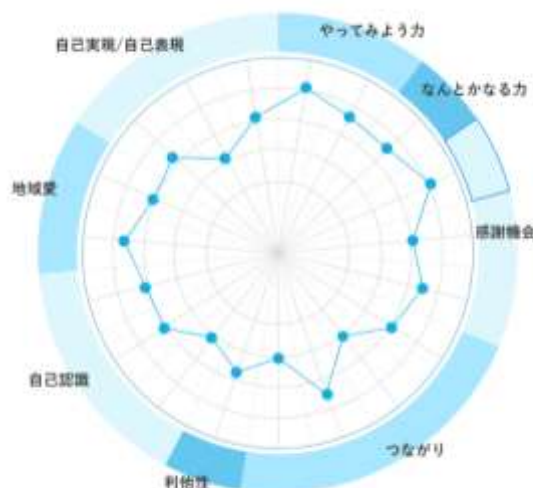 やってみよう力
なんとかなる力
感謝機会
つながり
利他性
自己認識
地域愛
自己実現/自己表現